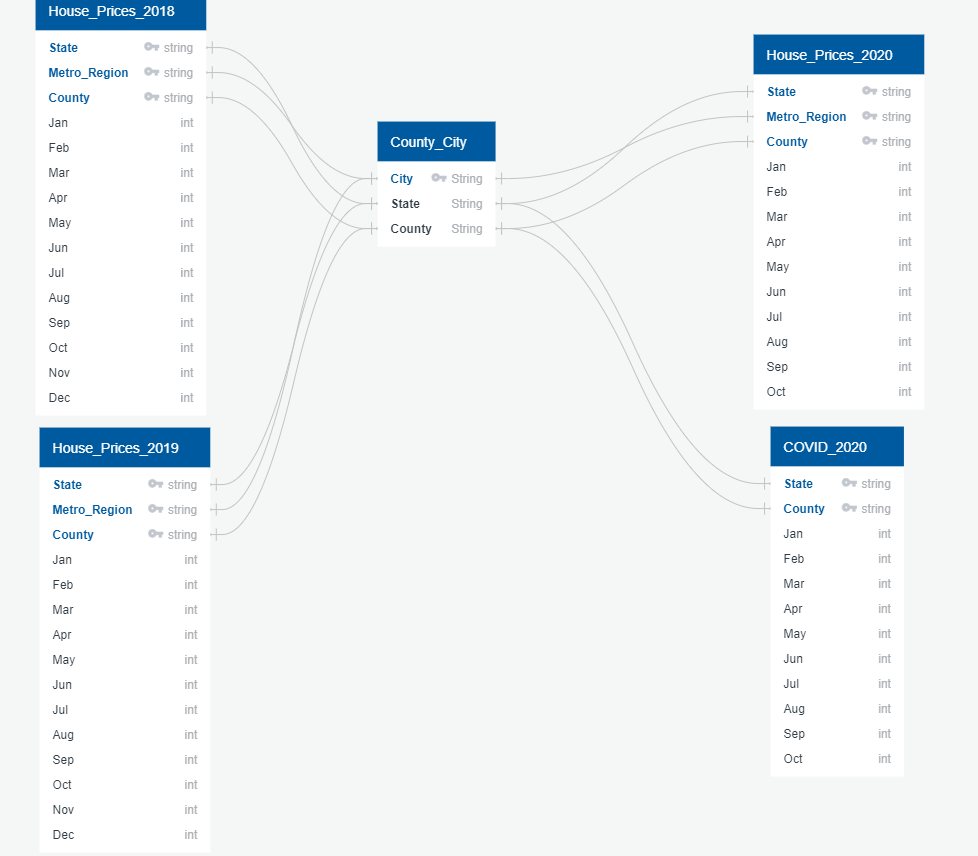 House_Prices_2018
State string
Metro_Region string
County string
Jan int
Feb int
Mar int
Apr int
May int
Jun int
Jul int
Aug int
Sep int
Oct int
Nov int
Dec int
House_Prices_2019
State string
Metro_Region string
County string
Jan int
Feb int
Mar int
Apr int
May int
Jun int
Jul int
Aug int
Sep int
Oct int
Nov int
Dec int
County_City
City String
State String
County String
House_Prices_2020
State string
Metro_Region string
County string
Jan int
Feb int
Mar int
Apr int
May int
Jun int
Jul int
Aug int
Sep int
Oct int
COVID_2020
State string
County string
Jan int
Feb int
Mar int
Apr int
May int
Jun int
Jul int
Aug int
Sep int
Oct int